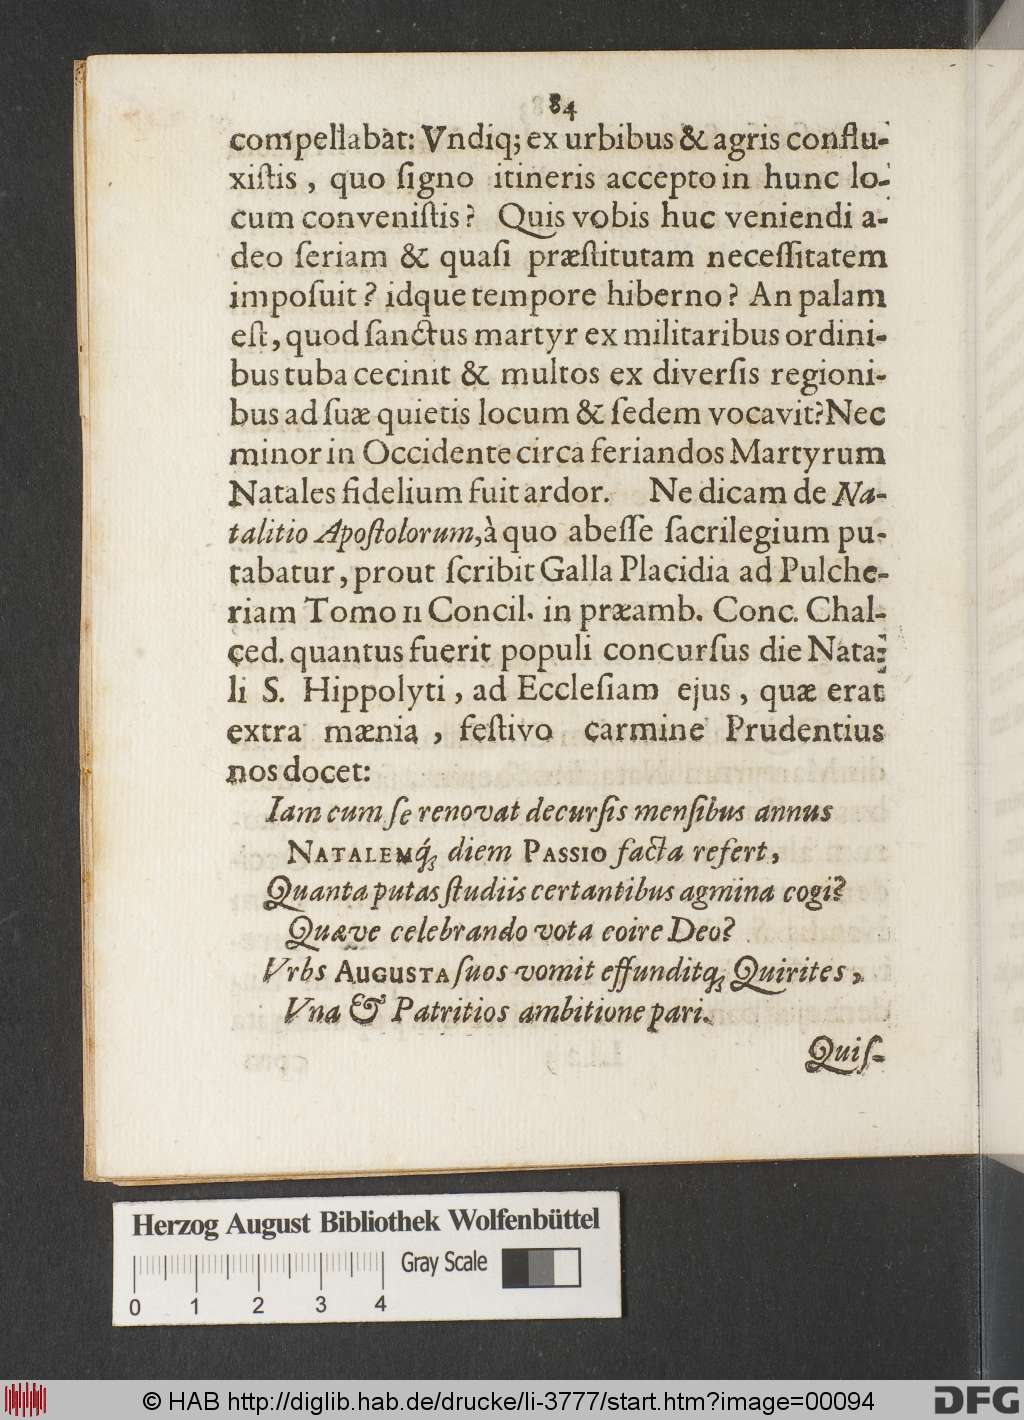 84
compellabat: Vndiq; ex urbibus & agris conflu-
xiſtis, quo ſigno itineris accepto in hunc lo-
cum conveniſtis? Quis vobis huc veniendi a-
deo ſeriam & quaſi præſtitutam neceſſitatem
impoſuit? idque tempore hiberno? An palam
eſt, quod ſanctus martyr ex militaribus ordini-
bus tuba cecinit & multos ex diverſis regioni-
bus ad ſuæ quietis locum & ſedem vocavit? Nec
minor in Occidente circa feriandos Martyrum
Natales fidelium fuit ardor. Ne dicam de Na-
talitio Apoſtolorum, à quo abeſſe ſacrilegium pu-
tabatur, prout ſcribit Galla Placidia ad Pulche-
riam Tomo II Concil. in præamb. Conc. Chal-
ced. quantus fuerit populi concurſus die Nata-
li S. Hippolyti, ad Eccleſiam ejus, quæ erat
extra mænia, feſtivo carmine Prudentius
nos docet:
Iam cum ſe renovat decurſis menſibus annus
NATALEMq́ꝫ diem PASSIO facta refert,
Quanta putas ſtudiis certantibus agmina cogi?
Quæve celebrando vota coire Deo?
Vrbs AUGUSTA ſuos vomit effunditqꝫ Quirites,
Vna & Patritios ambitione pari.
Quiſ-
Herzog August Bibliothek Wolfenbüttel
Gray Scale
0 1 2 3 4
© HAB http://diglib.hab.de/drucke/li-3777/start.htm?image=00094
DFG